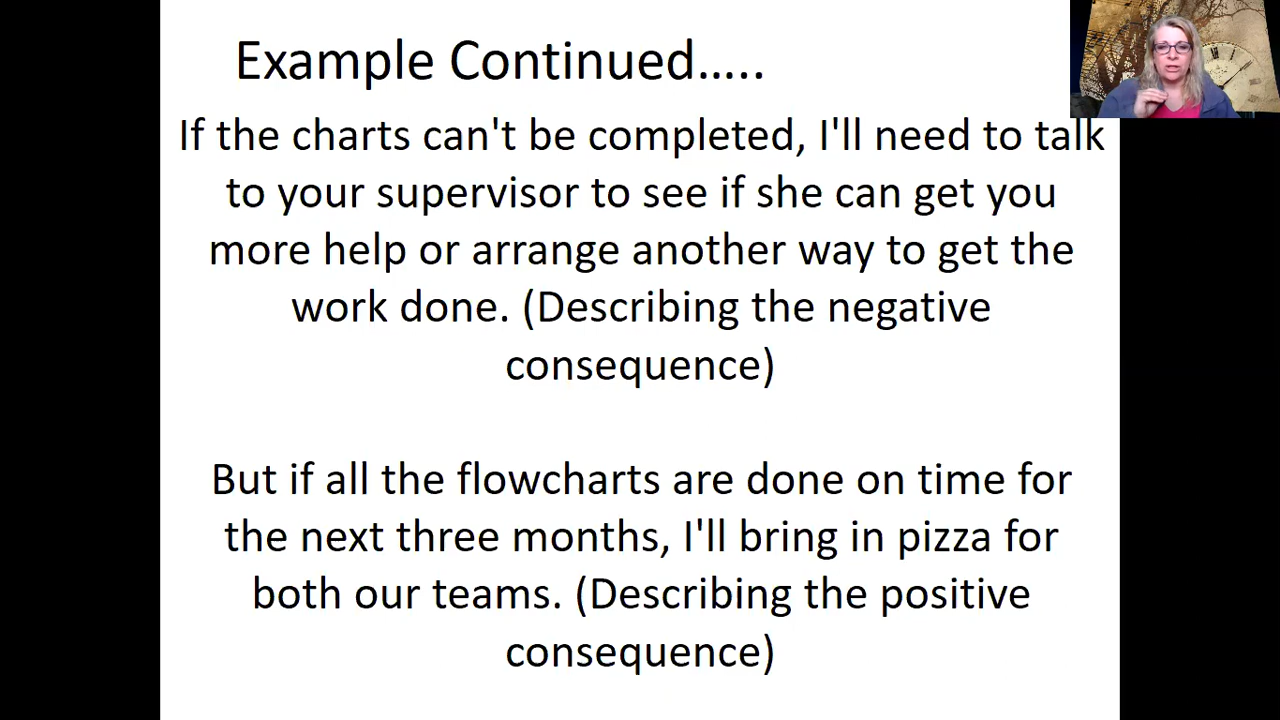 Example Continued…..
If the charts can't be completed, I'll need to talk
to your supervisor to see if she can get you
more help or arrange another way to get the
work done. (Describing the negative
consequence)
But if all the flowcharts are done on time for
the next three months, I'll bring in pizza for
both our teams. (Describing the positive
consequence)